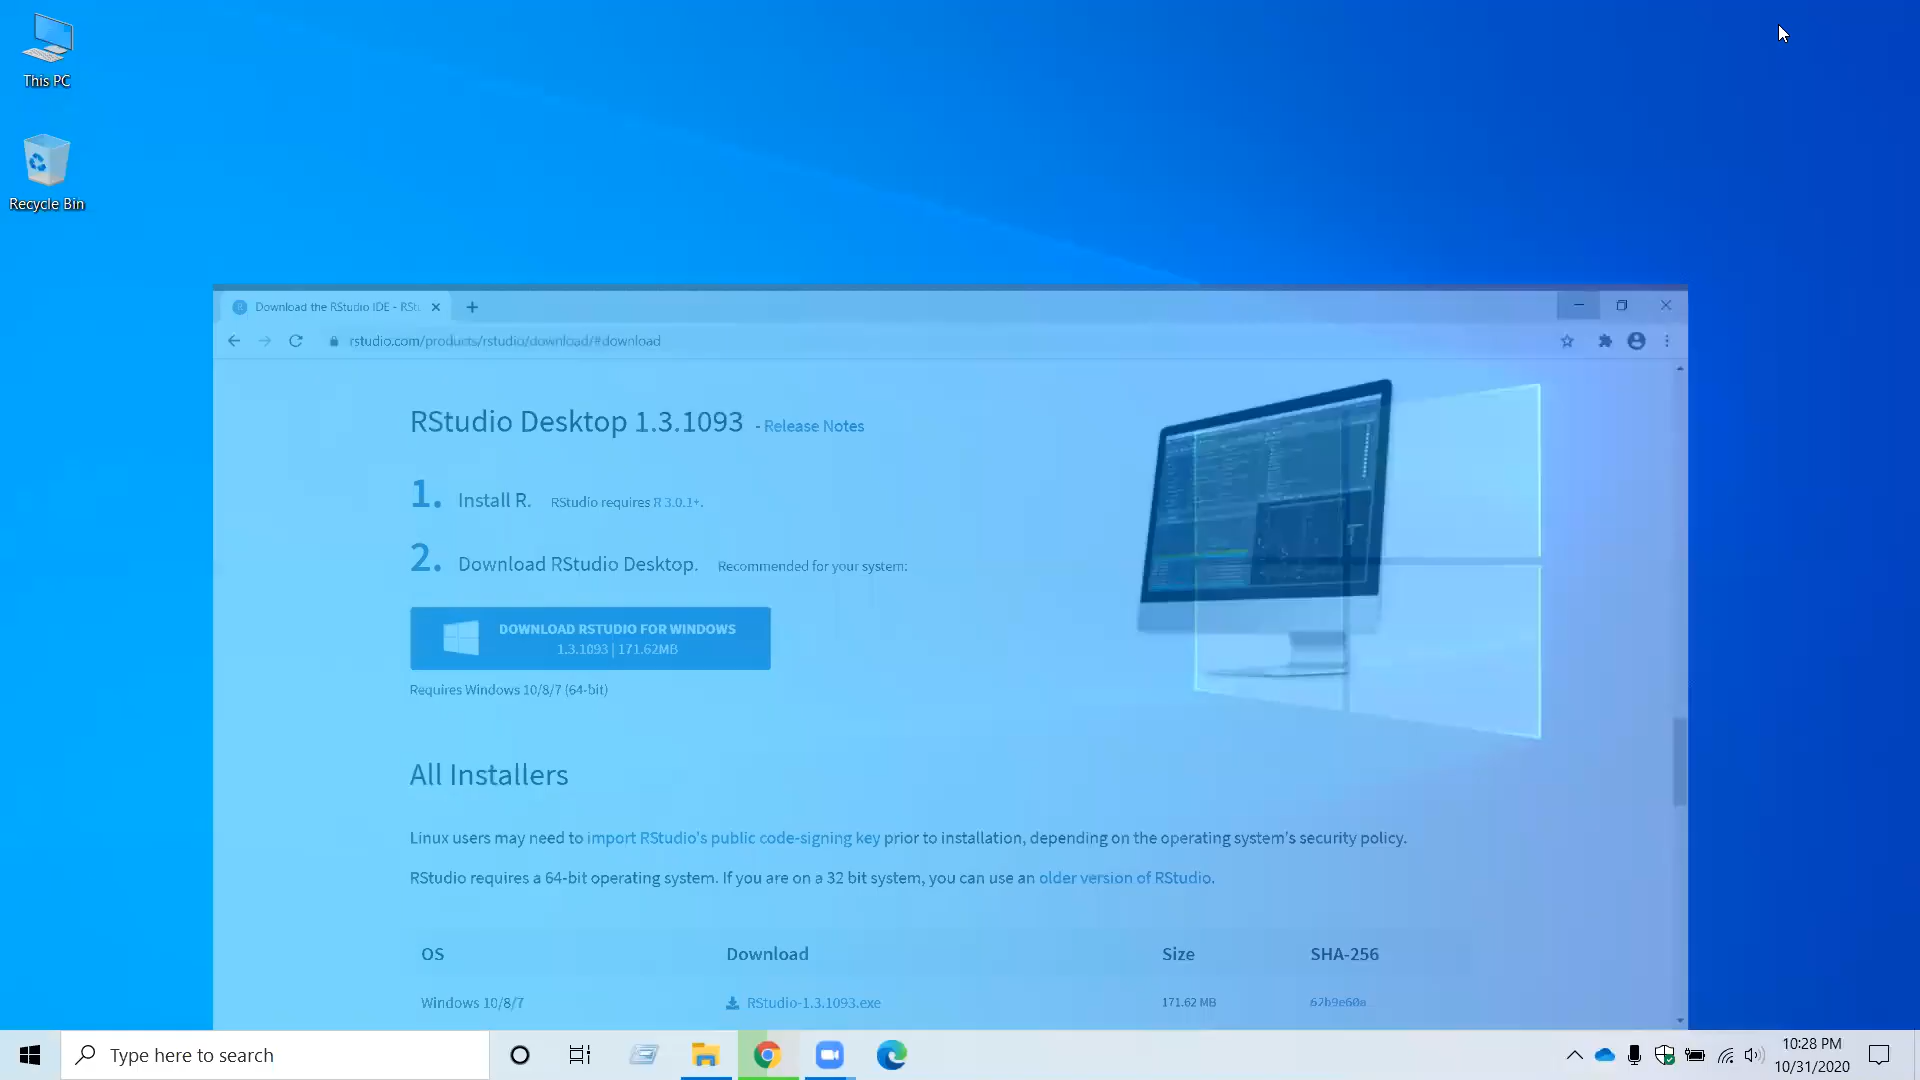 This PC
Recycle Bin
Download the RStudio IDE - RStu
rstudio.com/products/rstudio/download/#download
RStudio Desktop 1.3.1093 - Release Notes
1. Install R. RStudio requires R 3.0.1+.
2. Download RStudio Desktop. Recommended for your system:
DOWNLOAD RSTUDIO FOR WINDOWS
1.3.1093 | 171.62MB
Requires Windows 10/8/7 (64-bit)
All Installers
Linux users may need to import RStudio's public code-signing key prior to installation, depending on the operating system's security policy.
RStudio requires a 64-bit operating system. If you are on a 32 bit system, you can use an older version of RStudio.
OS Download Size SHA-256
Windows 10/8/7 RStudio-1.3.1093.exe 171.62 MB 62b9e60a
Type here to search
10:28 PM
10/31/2020